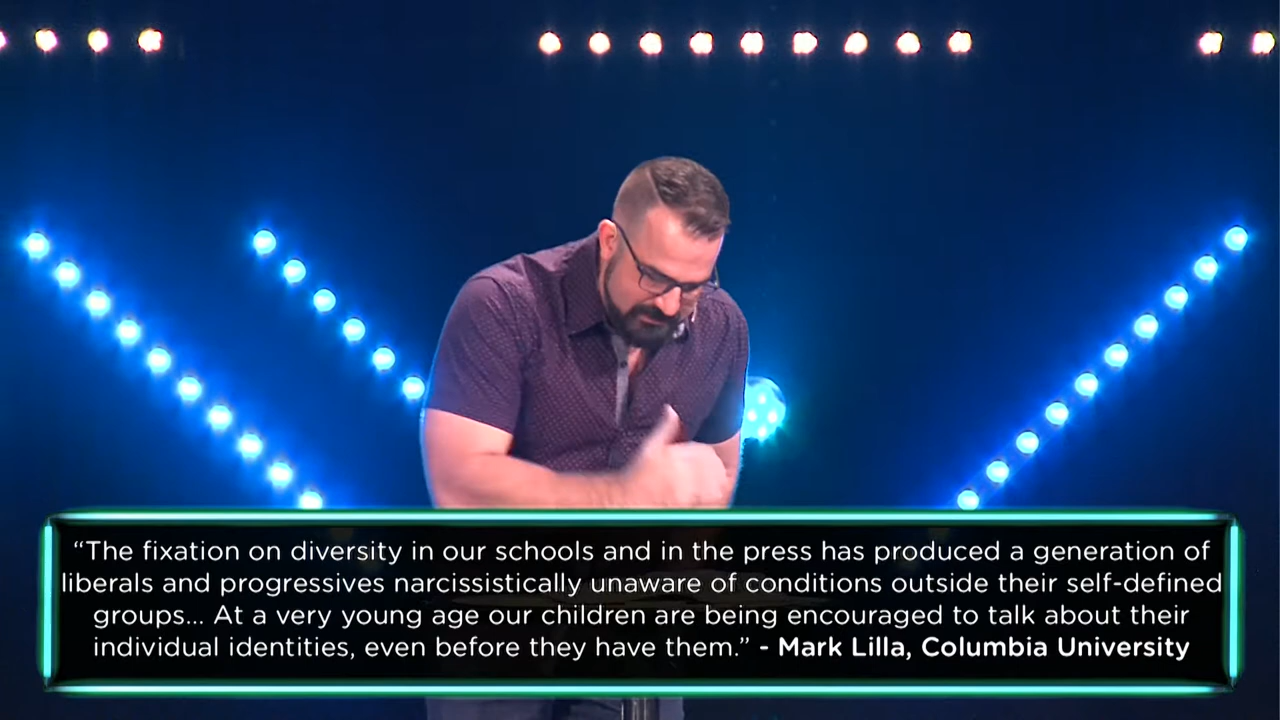 “The fixation on diversity in our schools and in the press has produced a generation of
liberals and progressives narcissistically unaware of conditions outside their self-defined
groups... At a very young age our children are being encouraged to talk about their
individual identities, even before they have them.” - Mark Lilla, Columbia University